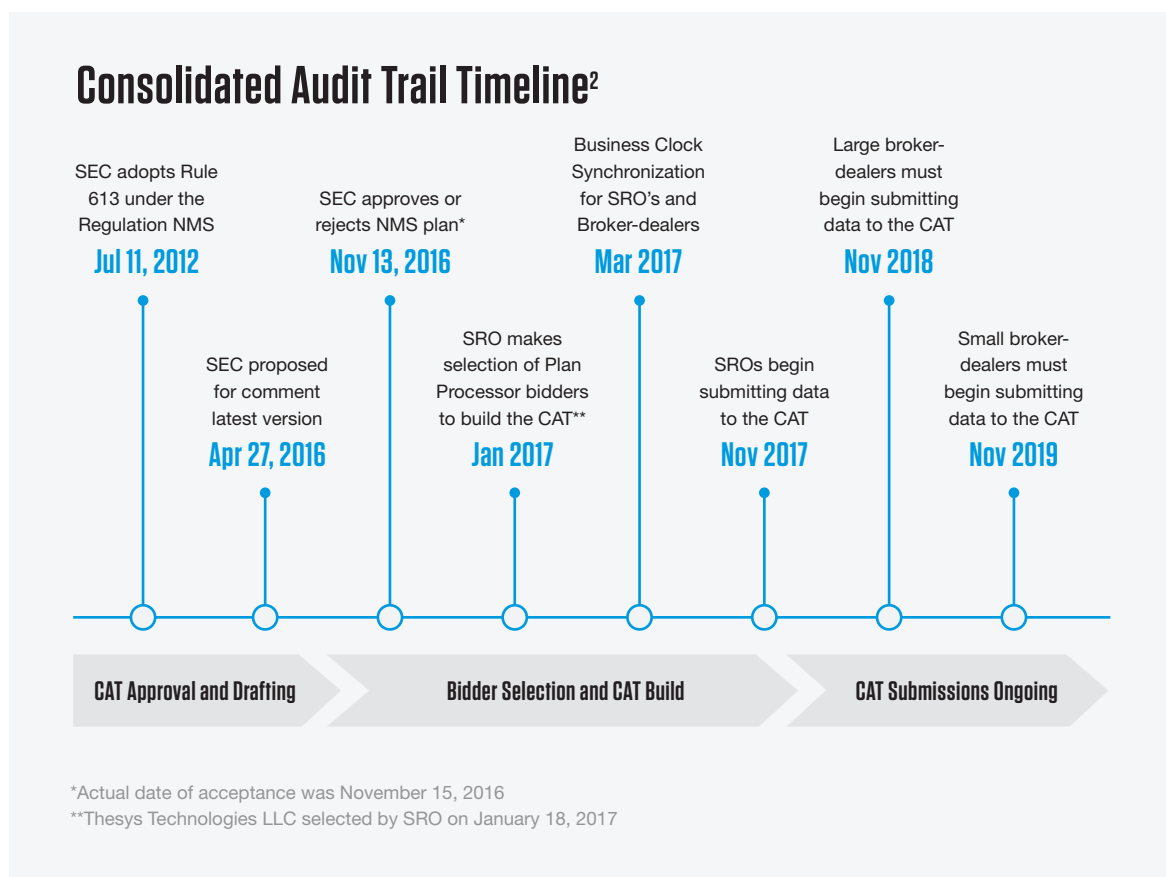 Consolidated Audit Trail Timeline²
SEC adopts Rule
613 under the
Regulation NMS
Jul 11, 2012
SEC proposed
for comment
latest version
Apr 27, 2016
SEC approves or
rejects NMS plan*
Nov 13, 2016
SRO makes
selection of Plan
Processor bidders
to build the CAT**
Jan 2017
Business Clock
Synchronization
for SRO's and
Broker-dealers
Mar 2017
SROs begin
submitting data
to the CAT
Nov 2017
Large broker-
dealers must
begin submitting
data to the CAT
Nov 2018
Small broker-
dealers must
begin submitting
data to the CAT
Nov 2019
CAT Approval and Drafting
Bidder Selection and CAT Build
CAT Submissions Ongoing
*Actual date of acceptance was November 15, 2016
**Thesys Technologies LLC selected by SRO on January 18, 2017